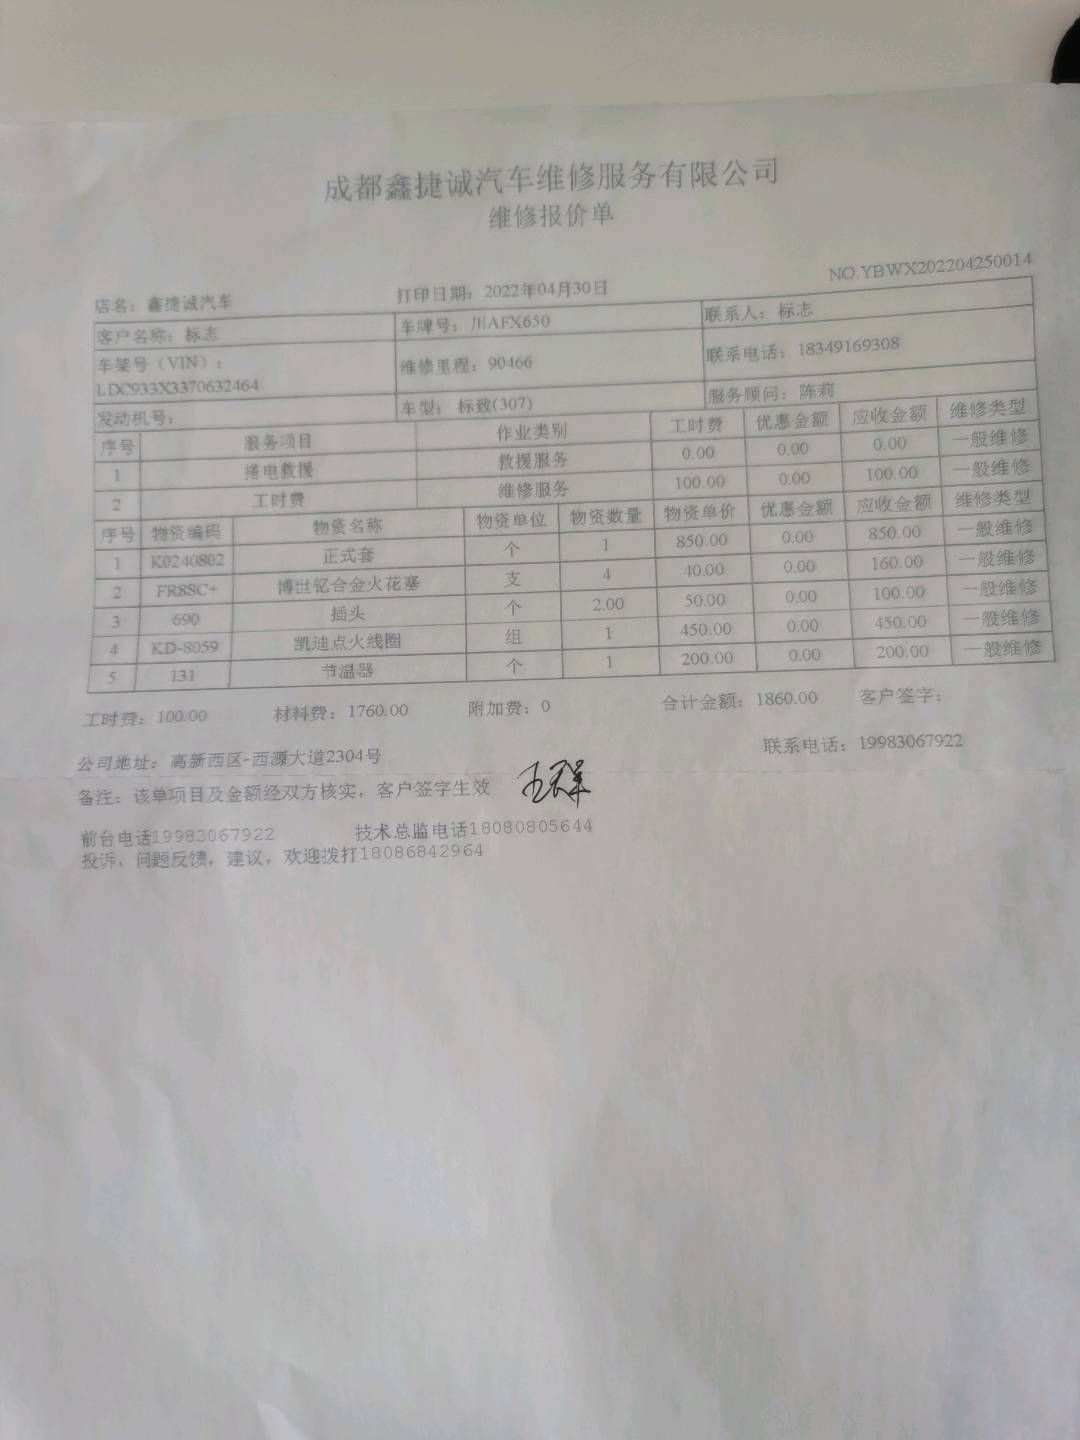 成都鑫捷诚汽车维修服务有限公司
维修报价单
NO.YBWX202204250014
店名：鑫捷诚汽车 打印日期：2022年04月30日
客户名称：标志 车牌号：川AFX650 联系人：标志
车架号（VIN）：LDC933X3370632464 维修里程：90466 联系电话：18349169308
发动机号： 车型：标致(307) 服务顾问：陈莉
序号 服务项目 作业类别 工时费 优惠金额 应收金额 维修类型
1 搭电救援 救援服务 0.00 0.00 0.00 一般维修
2 工时费 维修服务 100.00 0.00 100.00 一般维修
序号 物资编码 物资名称 物资单位 物资数量 物资单价 优惠金额 应收金额 维修类型
1 K0240802 正式套 个 1 850.00 0.00 850.00 一般维修
2 FR8SC+ 博世钇合金火花塞 支 4 40.00 0.00 160.00 一般维修
3 690 插头 个 2.00 50.00 0.00 100.00 一般维修
4 KD-8059 凯迪点火线圈 组 1 450.00 0.00 450.00 一般维修
5 131 节温器 个 1 200.00 0.00 200.00 一般维修
工时费：100.00 材料费：1760.00 附加费：0 合计金额：1860.00 客户签字：
公司地址：高新西区-西源大道2304号 联系电话：19983067922
备注：该单项目及金额经双方核实，客户签字生效
前台电话19983067922 技术总监电话18080805644
投诉，问题反馈，建议，欢迎拨打18086842964